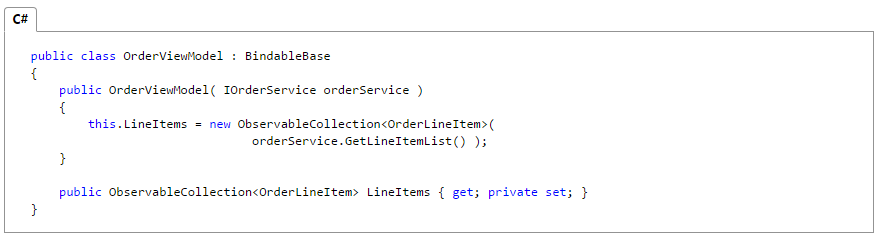 C#
public class OrderViewModel : BindableBase
{
    public OrderViewModel( IOrderService orderService )
    {
        this.LineItems = new ObservableCollection<OrderLineItem>(
                               orderService.GetLineItemList() );
    }
    public ObservableCollection<OrderLineItem> LineItems { get; private set; }
}